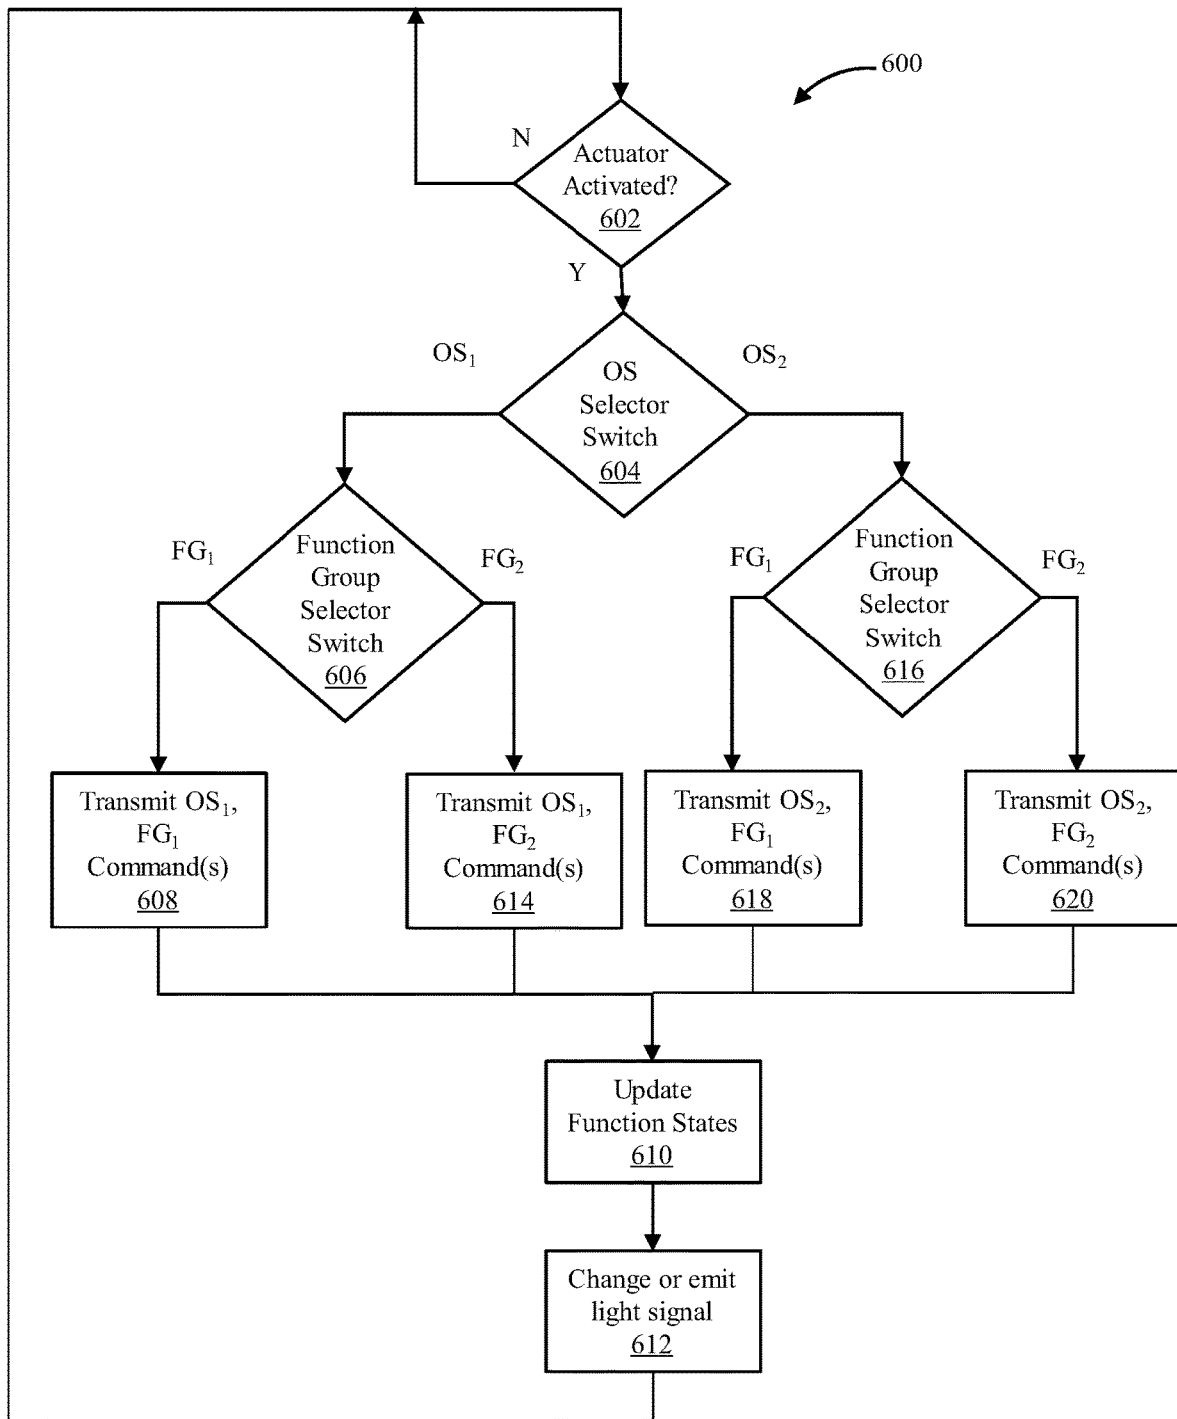 600
N
Actuator
Activated?
602
Y
OS₁
OS₂
OS
Selector
Switch
604
FG₁
Function
Group
Selector
Switch
606
FG₂
FG₁
Function
Group
Selector
Switch
616
FG₂
Transmit OS₁,
FG₁
Command(s)
608
Transmit OS₁,
FG₂
Command(s)
614
Transmit OS₂,
FG₁
Command(s)
618
Transmit OS₂,
FG₂
Command(s)
620
Update
Function States
610
Change or emit
light signal
612